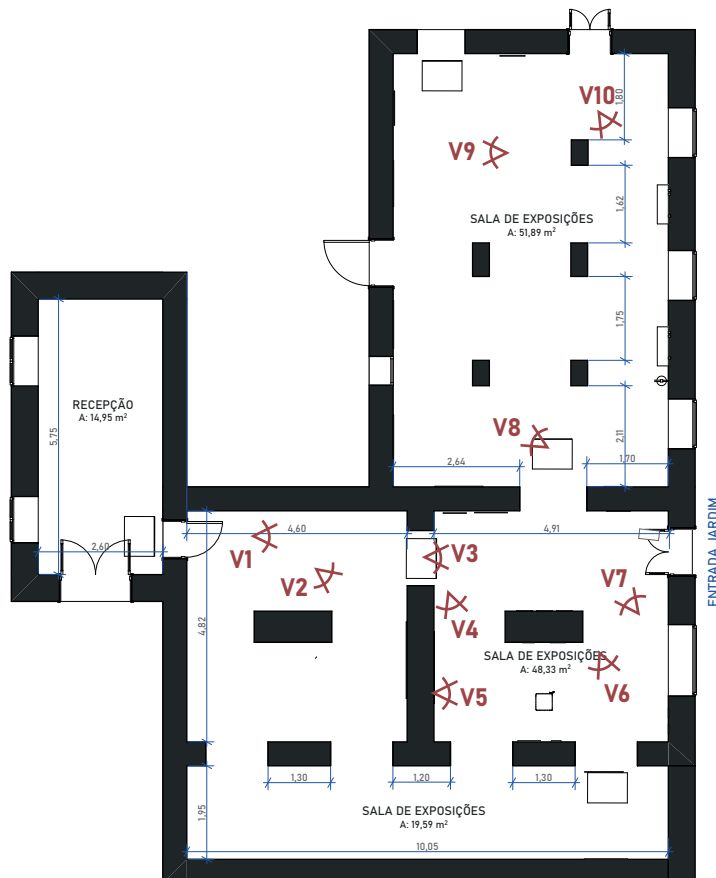 V10
1,80
V9
SALA DE EXPOSIÇÕES
A: 51,89 m²
1,62
1,75
RECEPÇÃO
A: 14,95 m²
5,75
V8
2,11
2,64
1,70
4,60
4,91
V1
V3
2,60
V2
V7
V4
ENTRADA JARDIM
4,82
SALA DE EXPOSIÇÕES
A: 48,33 m²
V6
V5
1,30
1,20
1,30
1,95
SALA DE EXPOSIÇÕES
A: 19,59 m²
10,05